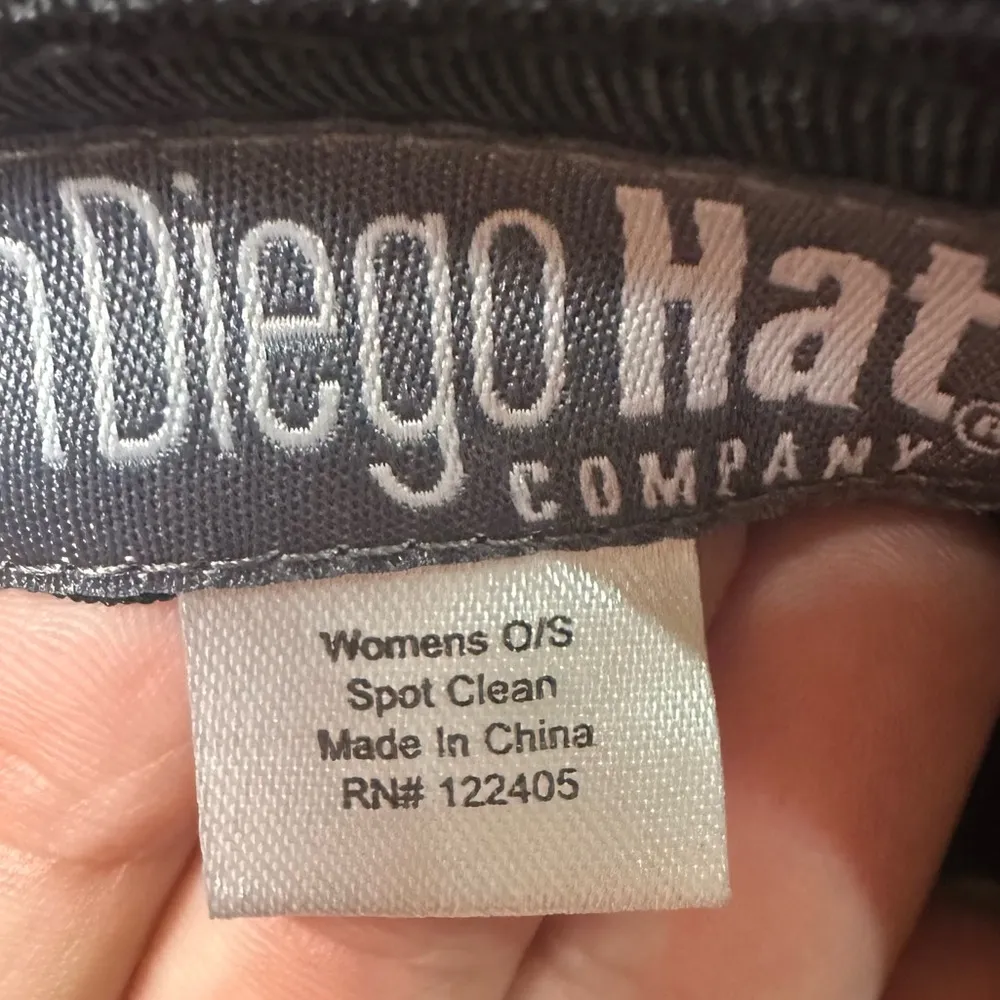 n Diego Hat®
COMPANY
Womens O/S
Spot Clean
Made In China
RN# 122405